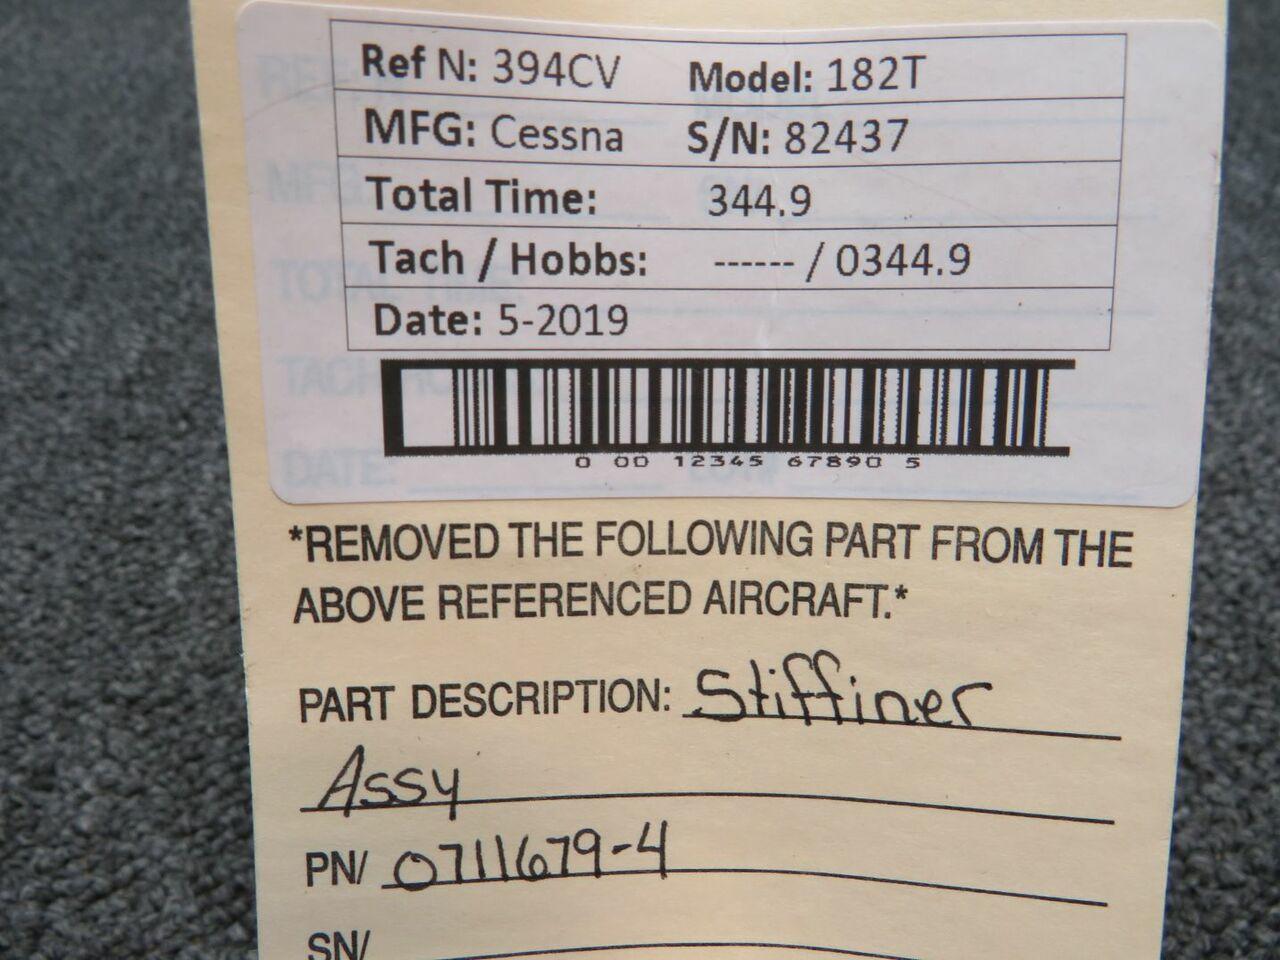 Ref N: 394CV Model: 182T
MFG: Cessna S/N: 82437
Total Time: 344.9
Tach / Hobbs: ------ / 0344.9
Date: 5-2019
0 00 12345 67890 5
*REMOVED THE FOLLOWING PART FROM THE
ABOVE REFERENCED AIRCRAFT.*
PART DESCRIPTION: Stiffiner
Assy
PN/ 0711679-4
SN/